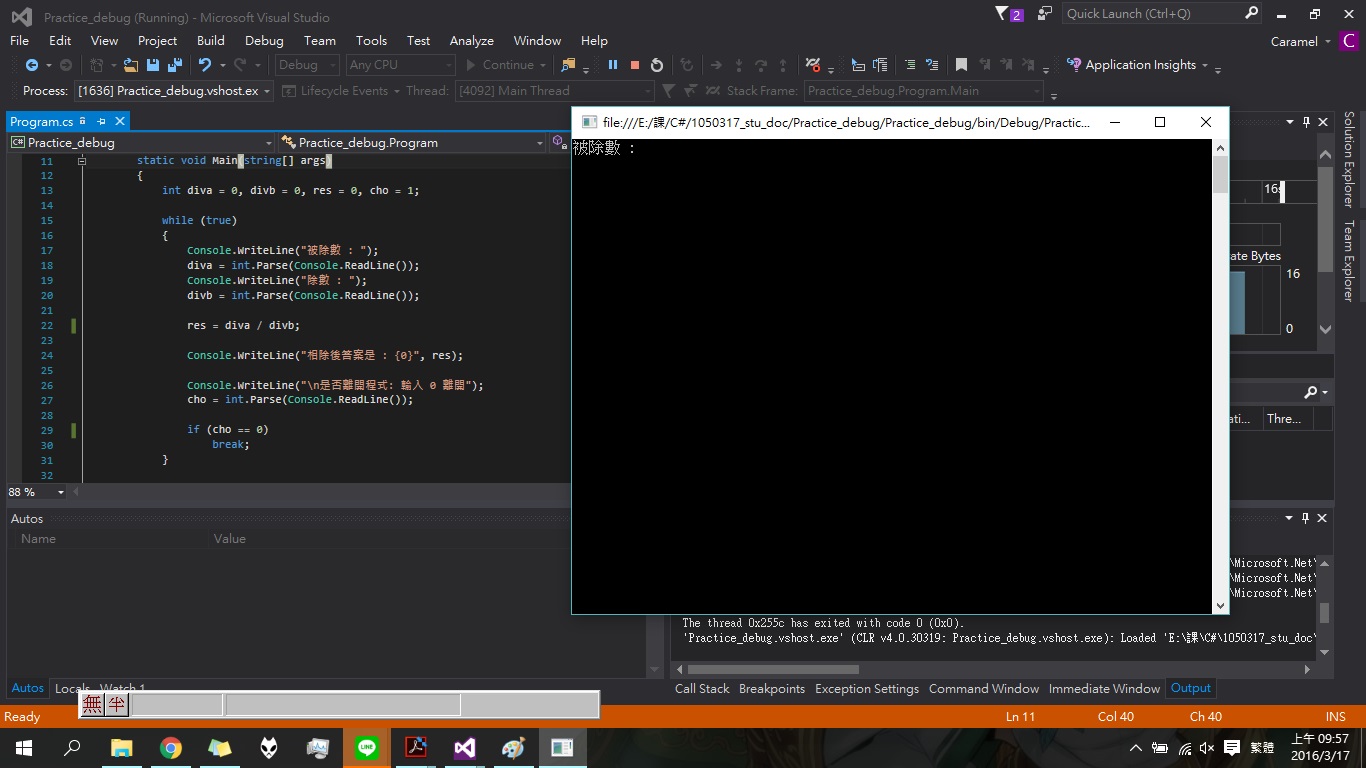 Practice_debug (Running) - Microsoft Visual Studio
2
Quick Launch (Ctrl+Q)
File Edit View Project Build Debug Team Tools Test Analyze Window Help
Caramel C
Debug Any CPU Continue Application Insights
Process: [1636] Practice_debug.vshost.ex Lifecycle Events Thread: [4092] Main Thread Stack Frame: Practice_debug.Program.Main
Program.cs
Practice_debug Practice_debug.Program
11 static void Main(string[] args)
12 {
13 int diva = 0, divb = 0, res = 0, cho = 1;
14
15 while (true)
16 {
17 Console.WriteLine("被除數 : ");
18 diva = int.Parse(Console.ReadLine());
19 Console.WriteLine("除數 : ");
20 divb = int.Parse(Console.ReadLine());
21
22 res = diva / divb;
23
24 Console.WriteLine("相除後答案是 : {0}", res);
25
26 Console.WriteLine("\n是否離開程式: 輸入 0 離開");
27 cho = int.Parse(Console.ReadLine());
28
29 if (cho == 0)
30 break;
31 }
32
88 %
file:///E:/課/C#/1050317_stu_doc/Practice_debug/Practice_debug/bin/Debug/Practic...
被除數 :
Solution Explorer
Team Explorer
16s
ate Bytes
16
0
ati... Thre...
Autos
Name Value
\Microsoft.Net\
\Microsoft.Net\
\Microsoft.Net\
The thread 0x255c has exited with code 0 (0x0).
'Practice_debug.vshost.exe' (CLR v4.0.30319: Practice_debug.vshost.exe): Loaded 'E:\課\C#\1050317_stu_doc\
Autos Locals Watch 1
Call Stack Breakpoints Exception Settings Command Window Immediate Window Output
無 半
Ready Ln 11 Col 40 Ch 40 INS
LINE
繁體
上午 09:57
2016/3/17